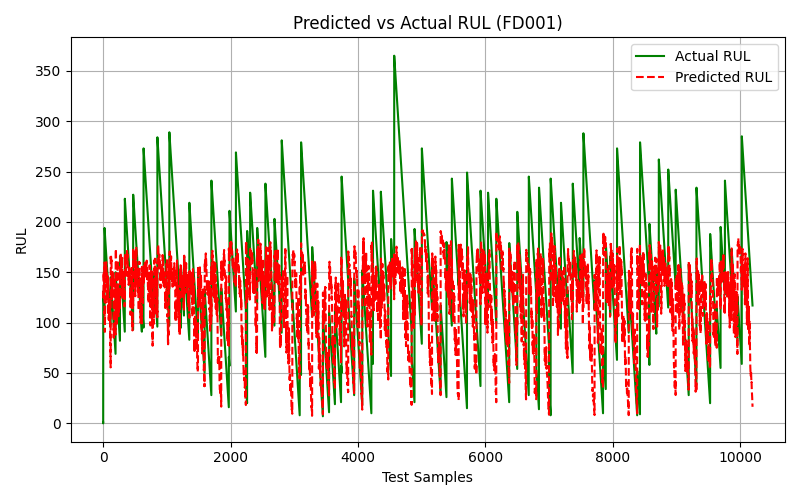 Predicted vs Actual RUL (FD001)
Actual RUL
Predicted RUL
350
300
250
200
150
100
50
0
RUL
0 2000 4000 6000 8000 10000
Test Samples